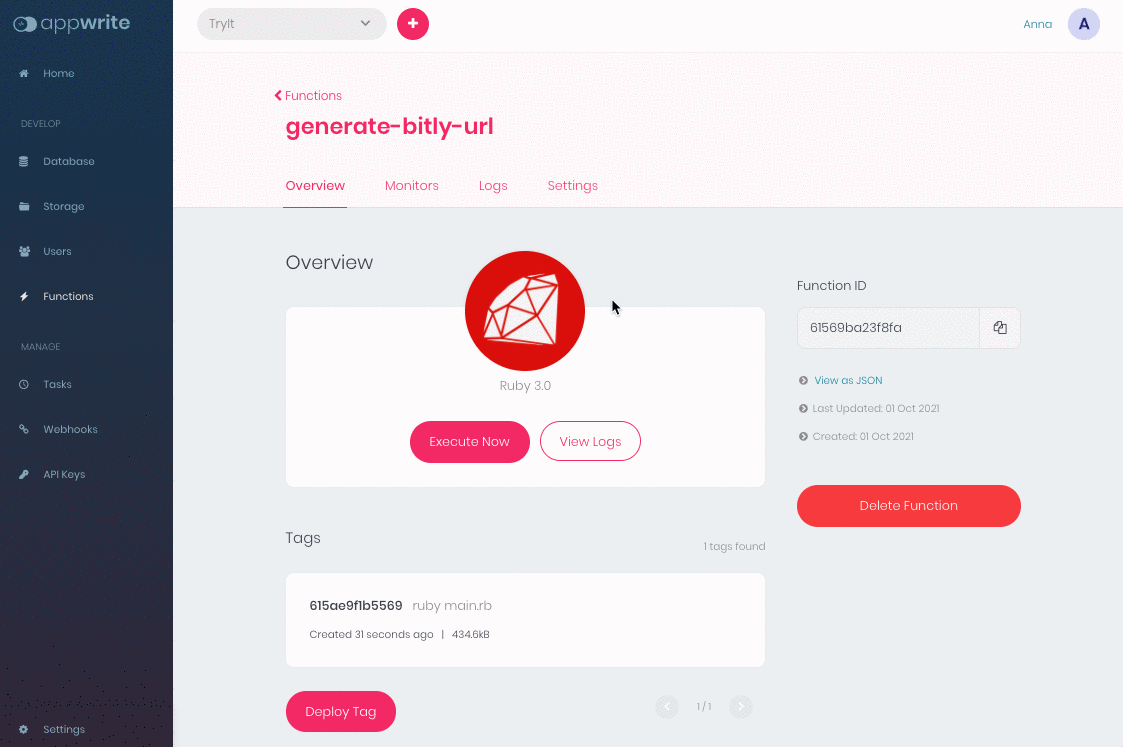 appwrite
TryIt
+
Anna
A
Home
DEVELOP
Database
Storage
Users
Functions
MANAGE
Tasks
Webhooks
API Keys
Settings
Functions
generate-bitly-url
Overview Monitors Logs Settings
Overview
Ruby 3.0
Execute Now View Logs
Tags
1 tags found
615ae9f1b5569 ruby main.rb
Created 31 seconds ago | 434.6kB
Deploy Tag
1 / 1
Function ID
61569ba23f8fa
View as JSON
Last Updated: 01 Oct 2021
Created: 01 Oct 2021
Delete Function